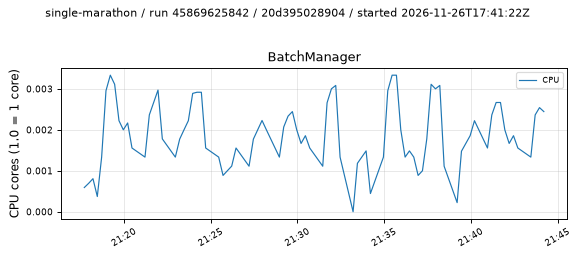 single-marathon / run 45869625842 / 20d395028904 / started 2026-11-26T17:41:22Z
BatchManager
CPU
CPU cores (1.0 = 1 core)
0.003
0.002
0.001
0.000
21:20
21:25
21:30
21:35
21:40
21:45